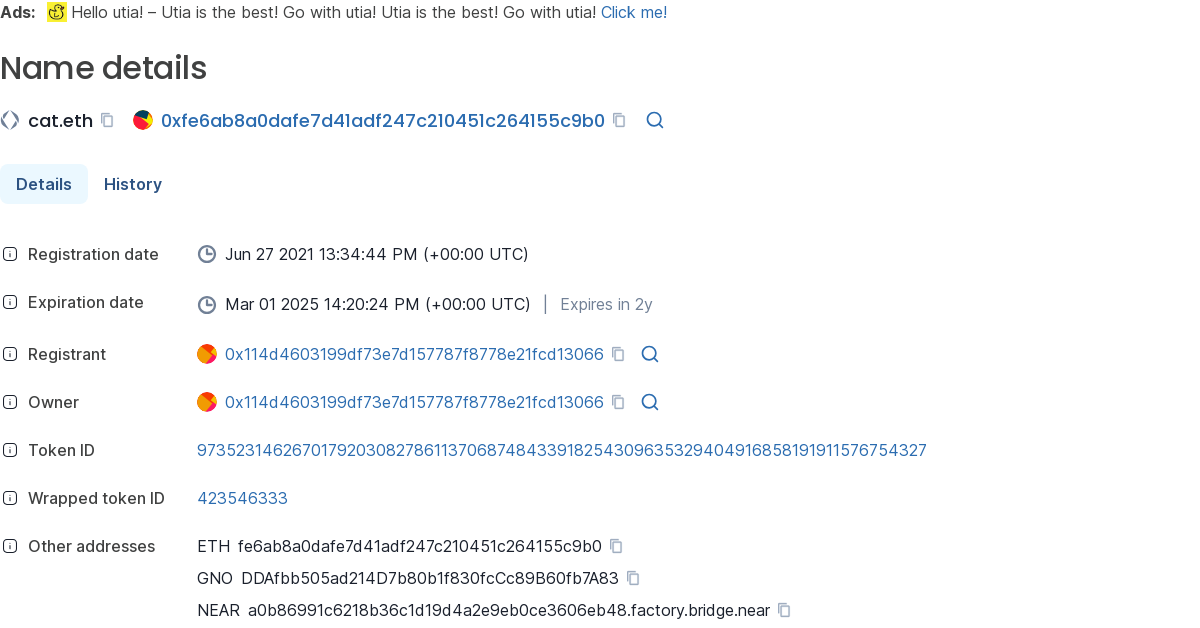 Ads: Hello utia! – Utia is the best! Go with utia! Utia is the best! Go with utia! Click me!
Name details
cat.eth 0xfe6ab8a0dafe7d41adf247c210451c264155c9b0
Details History
Registration date Jun 27 2021 13:34:44 PM (+00:00 UTC)
Expiration date Mar 01 2025 14:20:24 PM (+00:00 UTC) | Expires in 2y
Registrant 0x114d4603199df73e7d157787f8778e21fcd13066
Owner 0x114d4603199df73e7d157787f8778e21fcd13066
Token ID 97352314626701792030827861137068748433918254309635329404916858191911576754327
Wrapped token ID 423546333
Other addresses ETH fe6ab8a0dafe7d41adf247c210451c264155c9b0
GNO DDAfbb505ad214D7b80b1f830fcCc89B60fb7A83
NEAR a0b86991c6218b36c1d19d4a2e9eb0ce3606eb48.factory.bridge.near